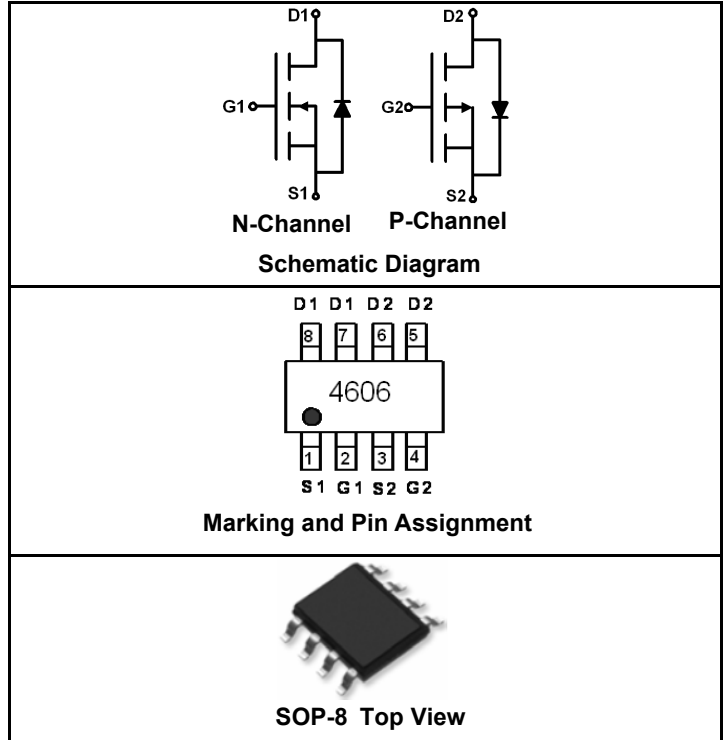 D1 D2
G1 G2
S1 S2
N-Channel P-Channel
Schematic Diagram
D1 D1 D2 D2
8 7 6 5
4606
1 2 3 4
S1 G1 S2 G2
Marking and Pin Assignment
SOP-8 Top View